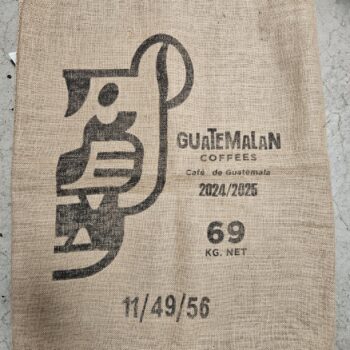 GUATEMALAN
COFFEES
Café de Guatemala
2024/2025
69
KG. NET
11/49/56